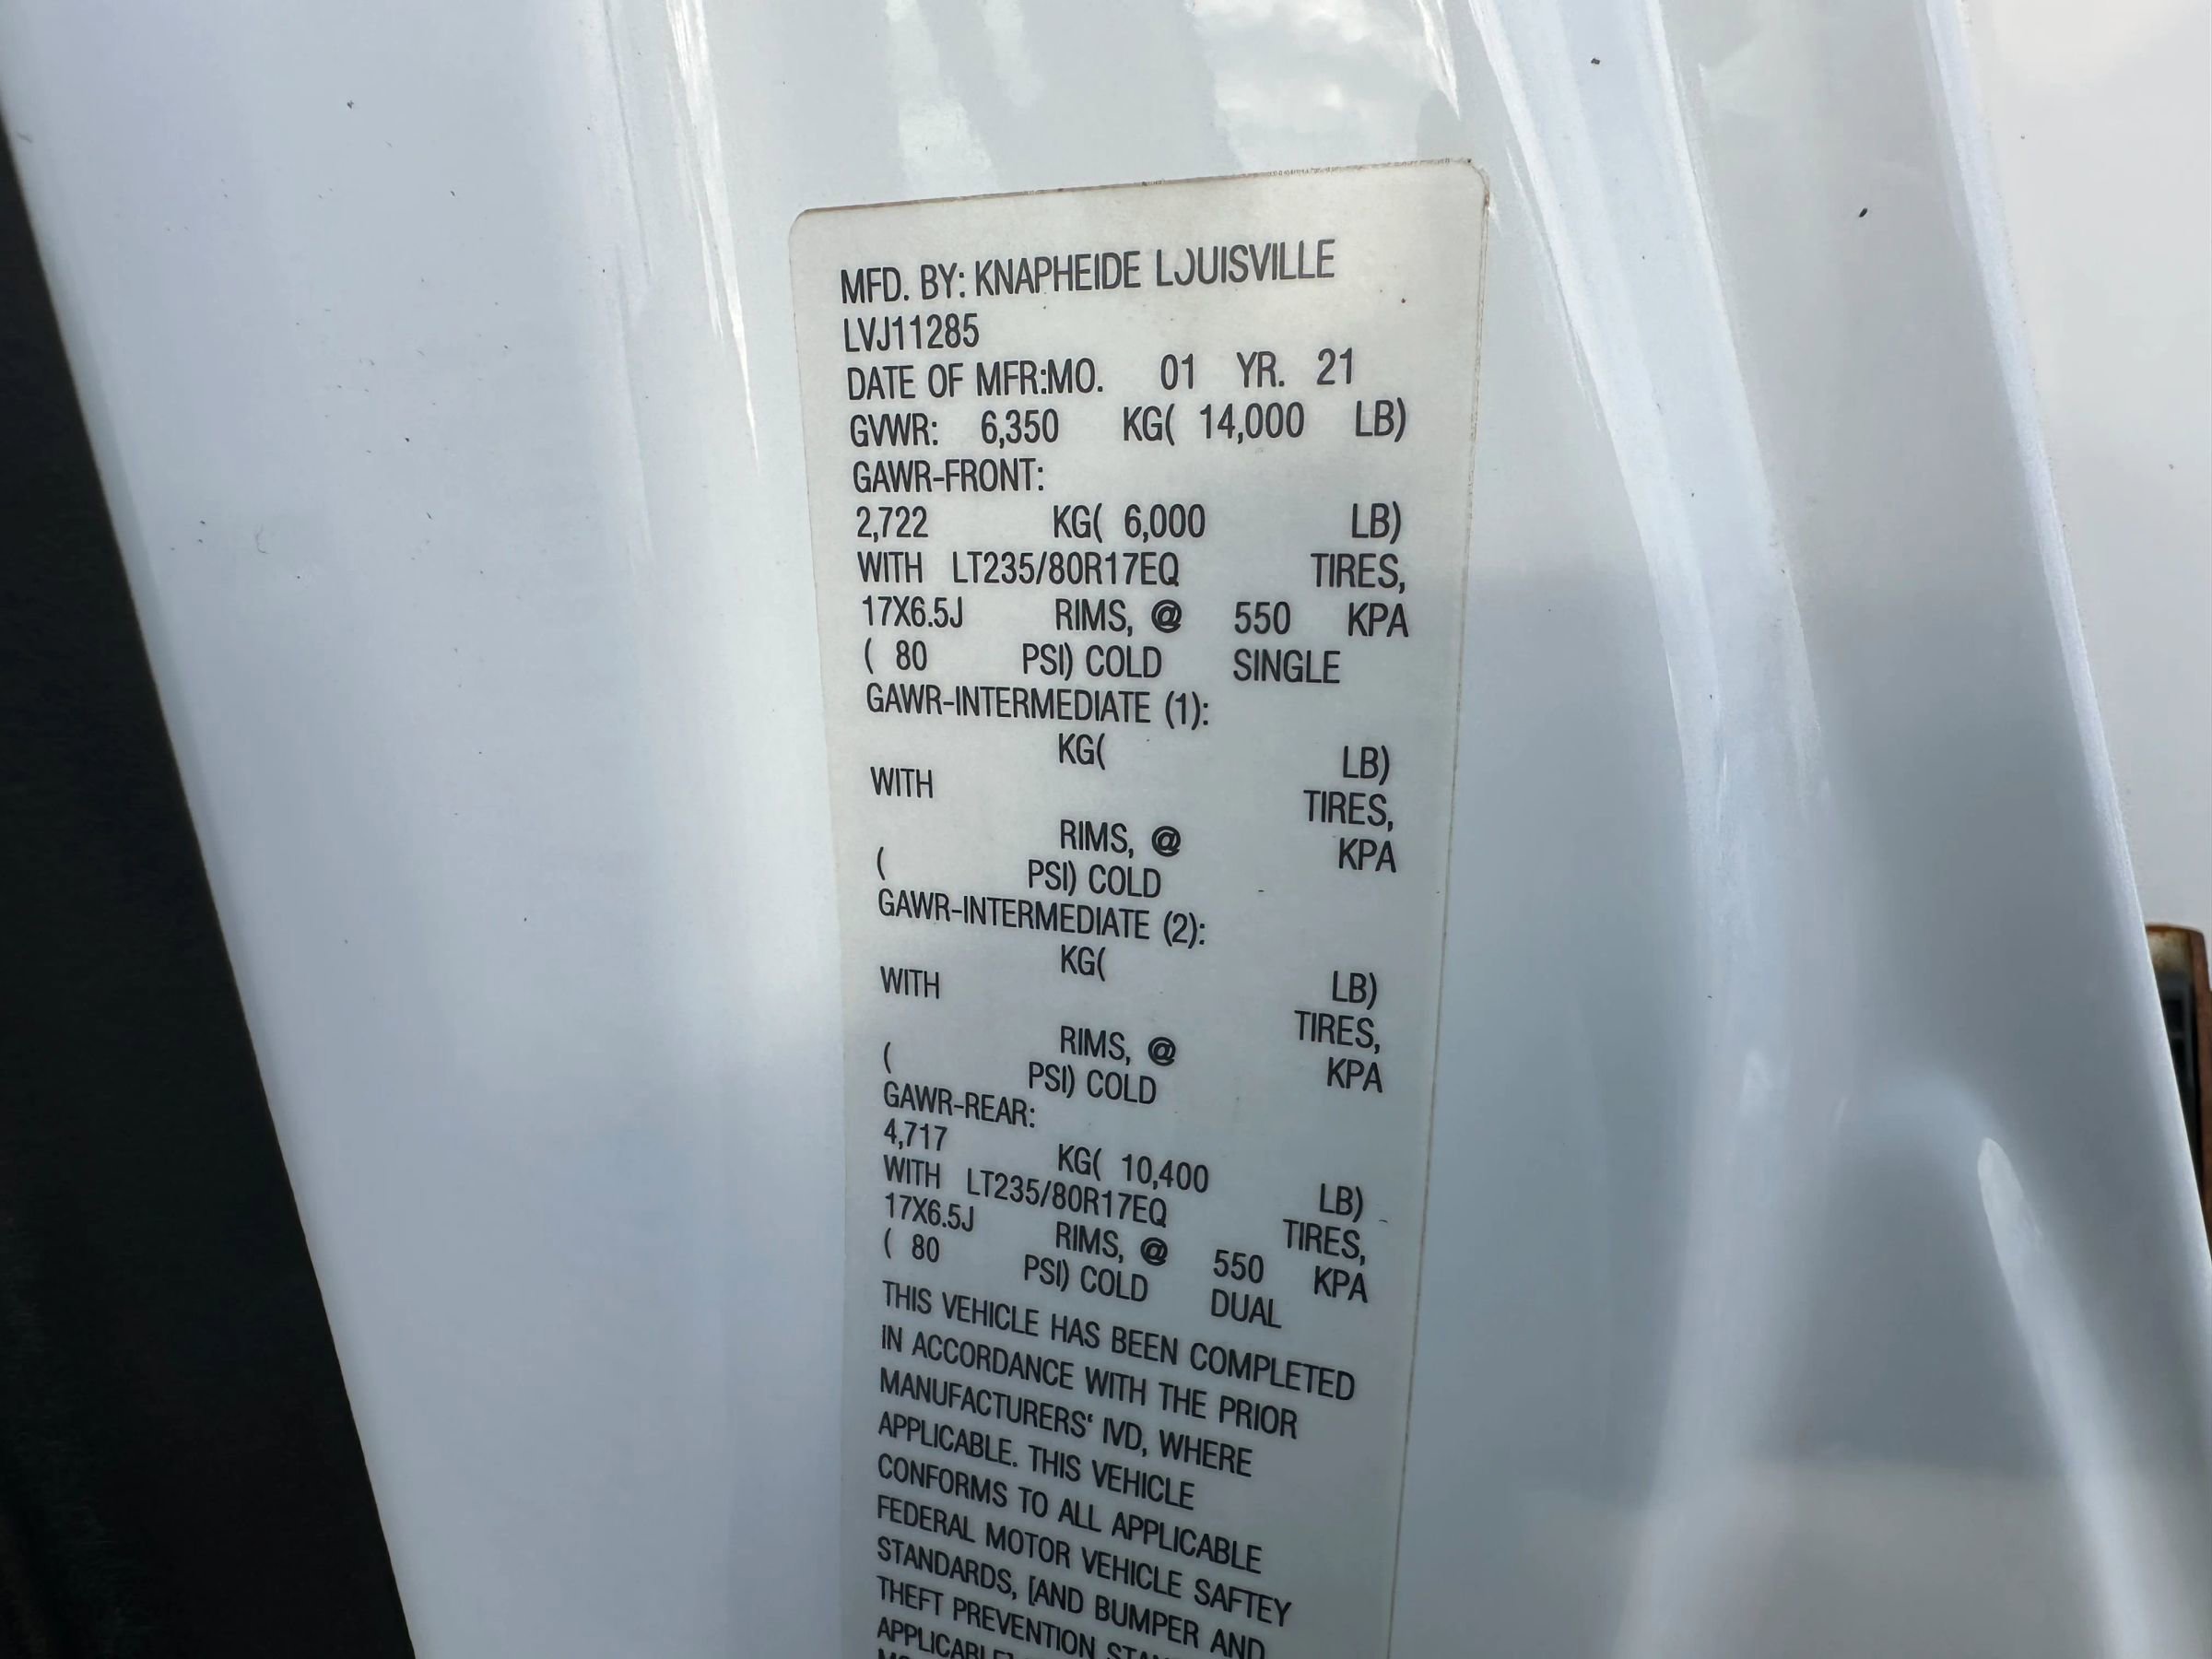 MFD. BY: KNAPHEIDE LOUISVILLE
LVJ11285
DATE OF MFR:MO. 01 YR. 21
GVWR: 6,350 KG( 14,000 LB)
GAWR-FRONT:
2,722 KG( 6,000 LB)
WITH LT235/80R17EQ TIRES,
17X6.5J RIMS, @ 550 KPA
( 80 PSI) COLD SINGLE
GAWR-INTERMEDIATE (1):
KG( LB)
WITH TIRES,
RIMS, @ KPA
( PSI) COLD
GAWR-INTERMEDIATE (2):
KG( LB)
WITH TIRES,
RIMS, @ KPA
( PSI) COLD
GAWR-REAR:
4,717 KG( 10,400 LB)
WITH LT235/80R17EQ TIRES,
17X6.5J RIMS, @ 550 KPA
( 80 PSI) COLD DUAL
THIS VEHICLE HAS BEEN COMPLETED
IN ACCORDANCE WITH THE PRIOR
MANUFACTURERS' IVD, WHERE
APPLICABLE. THIS VEHICLE
CONFORMS TO ALL APPLICABLE
FEDERAL MOTOR VEHICLE SAFTEY
STANDARDS, [AND BUMPER AND
THEFT PREVENTION